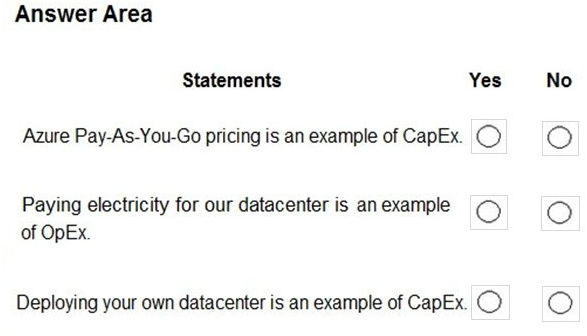 Answer Area
Statements Yes No
Azure Pay-As-You-Go pricing is an example of CapEx.
Paying electricity for our datacenter is an example
of OpEx.
Deploying your own datacenter is an example of CapEx.